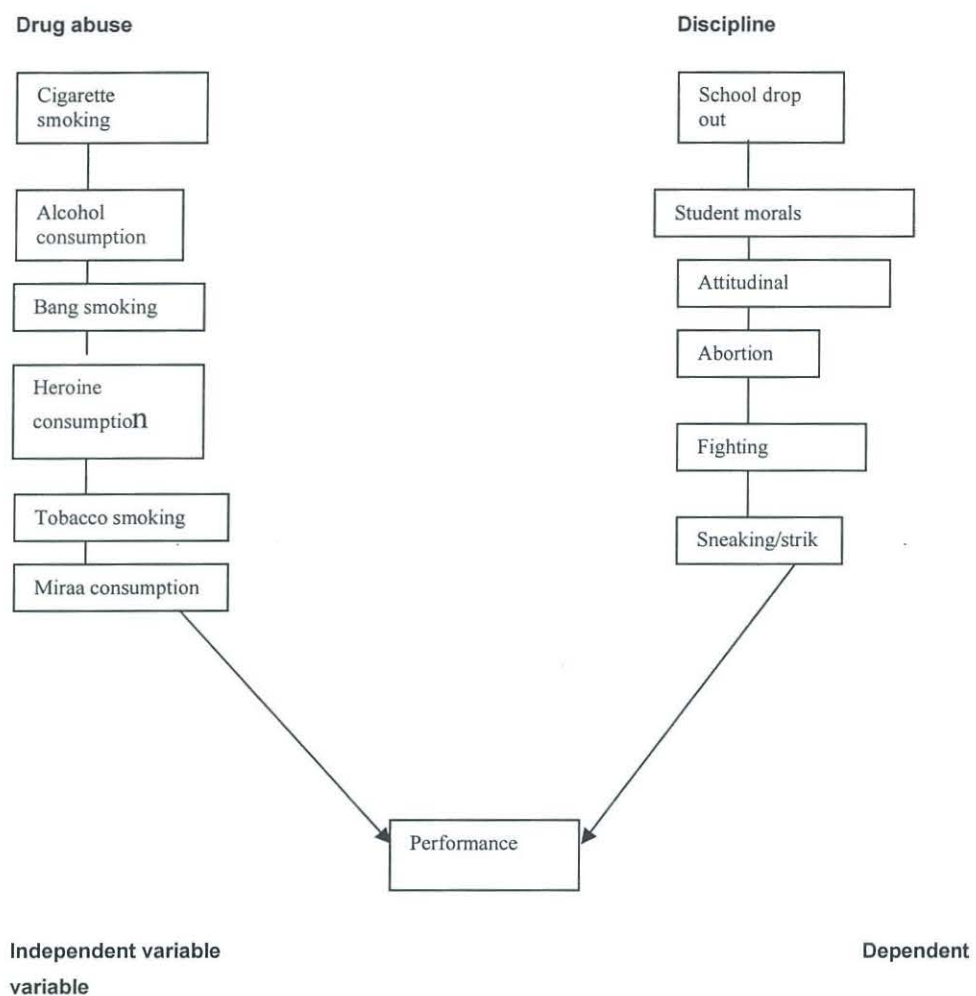 Drug abuse
Discipline
Cigarette
smoking
Alcohol
consumption
Bang smoking
Heroine
consumption
Tobacco smoking
Miraa consumption
School drop
out
Student morals
Attitudinal
Abortion
Fighting
Sneaking/strik
Performance
Independent variable Dependent
variable